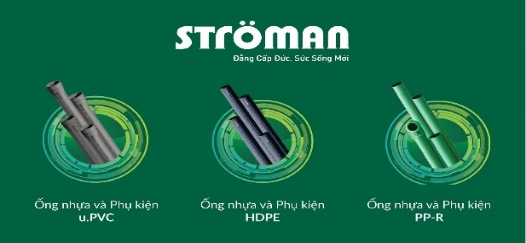 STRÖMAN
Đẳng Cấp Đức. Sức Sống Mới
Ống nhựa và Phụ kiện
u.PVC
Ống nhựa và Phụ kiện
HDPE
Ống nhựa và Phụ kiện
PP-R